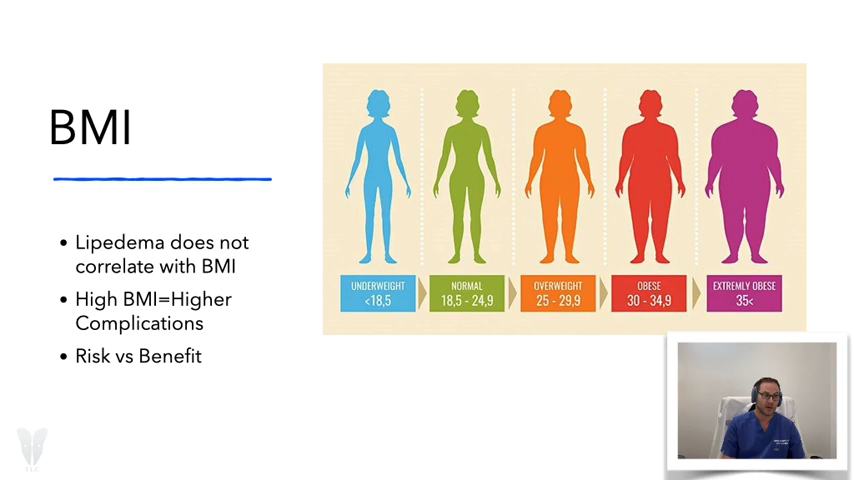 BMI
• Lipedema does not
correlate with BMI
• High BMI=Higher
Complications
• Risk vs Benefit
UNDERWEIGHT
<18,5
NORMAL
18,5 - 24,9
OVERWEIGHT
25 - 29,9
OBESE
30 - 34,9
EXTREMLY OBESE
35<
TLC